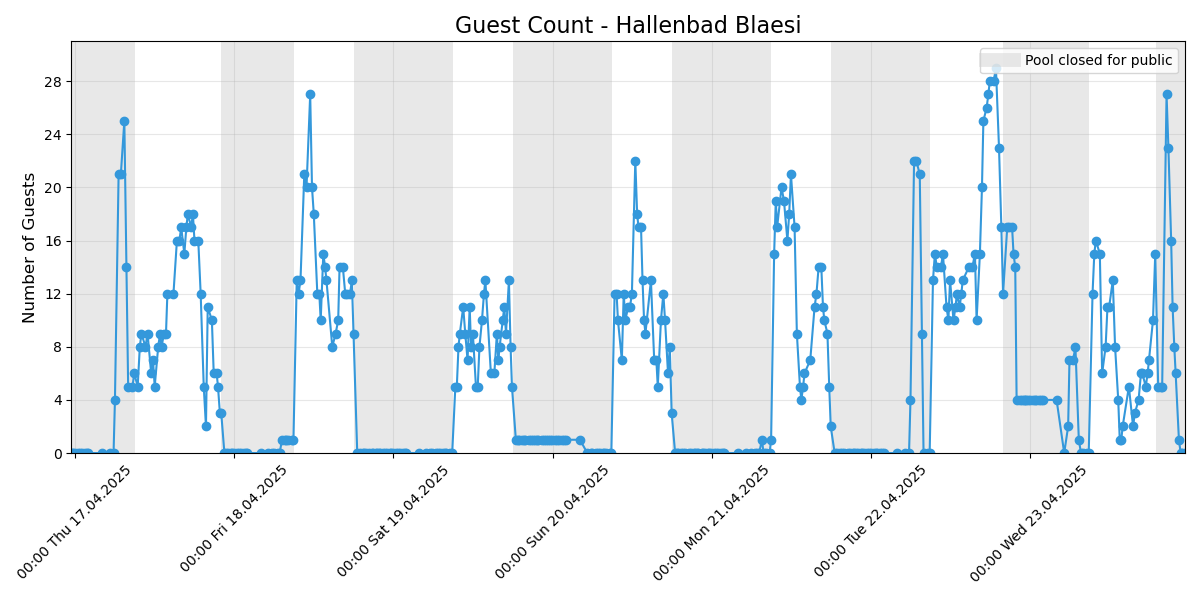 Guest Count - Hallenbad Blaesi
Pool closed for public
Number of Guests
28
24
20
16
12
8
4
0
00:00 Thu 17.04.2025
00:00 Fri 18.04.2025
00:00 Sat 19.04.2025
00:00 Sun 20.04.2025
00:00 Mon 21.04.2025
00:00 Tue 22.04.2025
00:00 Wed 23.04.2025